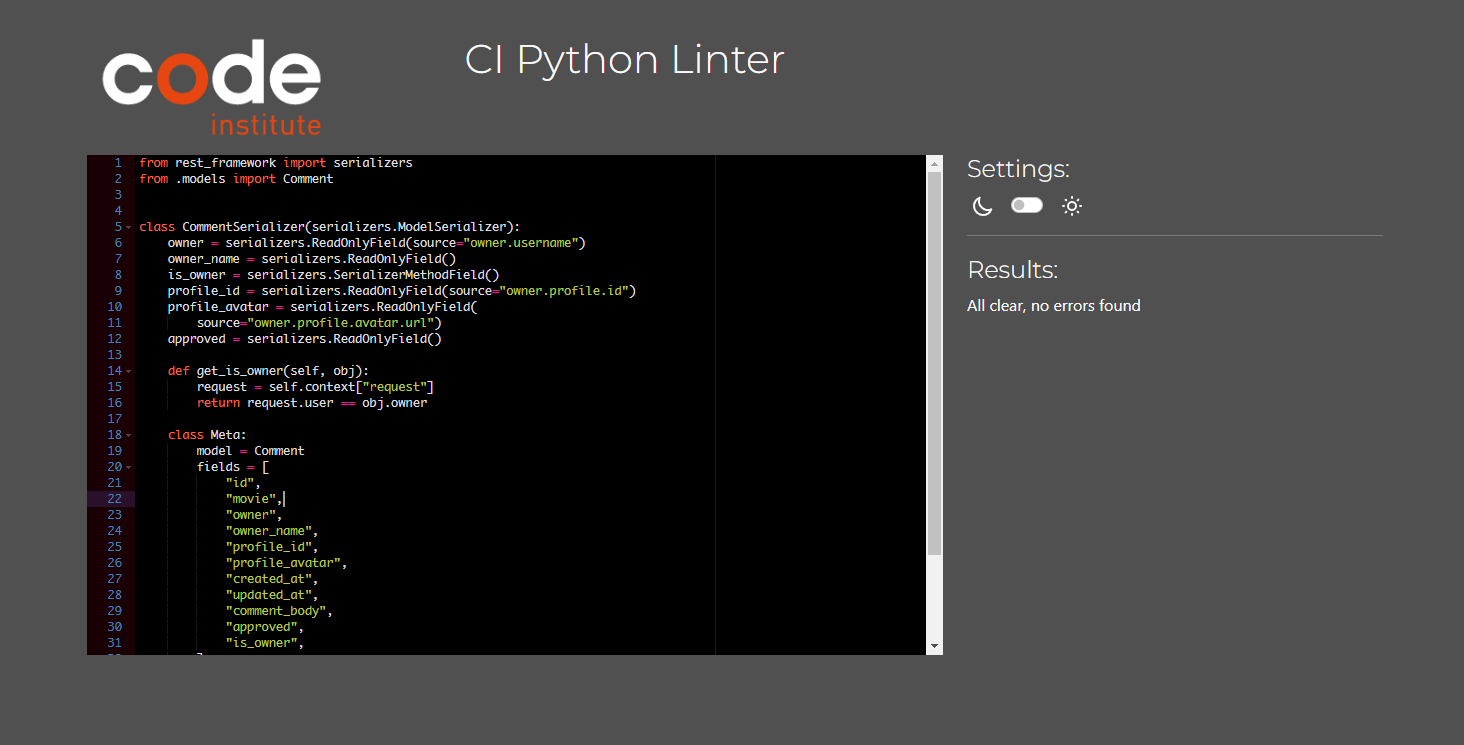 code
institute
CI Python Linter
1 from rest_framework import serializers
2 from .models import Comment
3
4
5 class CommentSerializer(serializers.ModelSerializer):
6     owner = serializers.ReadOnlyField(source="owner.username")
7     owner_name = serializers.ReadOnlyField()
8     is_owner = serializers.SerializerMethodField()
9     profile_id = serializers.ReadOnlyField(source="owner.profile.id")
10     profile_avatar = serializers.ReadOnlyField(
11         source="owner.profile.avatar.url")
12     approved = serializers.ReadOnlyField()
13
14     def get_is_owner(self, obj):
15         request = self.context["request"]
16         return request.user == obj.owner
17
18     class Meta:
19         model = Comment
20         fields = [
21             "id",
22             "movie",
23             "owner",
24             "owner_name",
25             "profile_id",
26             "profile_avatar",
27             "created_at",
28             "updated_at",
29             "comment_body",
30             "approved",
31             "is_owner",
Settings:
Results:
All clear, no errors found